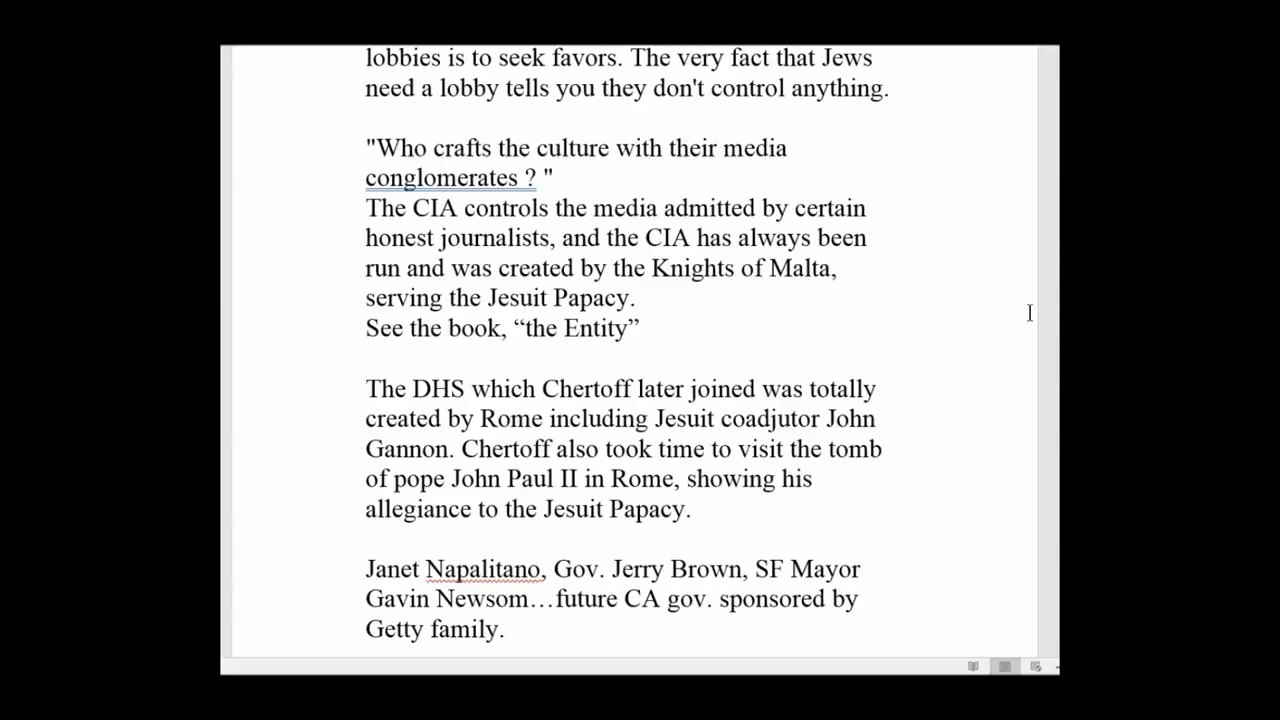 lobbies is to seek favors. The very fact that Jews
need a lobby tells you they don't control anything.
"Who crafts the culture with their media
conglomerates ? "
The CIA controls the media admitted by certain
honest journalists, and the CIA has always been
run and was created by the Knights of Malta,
serving the Jesuit Papacy.
See the book, “the Entity”
The DHS which Chertoff later joined was totally
created by Rome including Jesuit coadjutor John
Gannon. Chertoff also took time to visit the tomb
of pope John Paul II in Rome, showing his
allegiance to the Jesuit Papacy.
Janet Napalitano, Gov. Jerry Brown, SF Mayor
Gavin Newsom…future CA gov. sponsored by
Getty family.